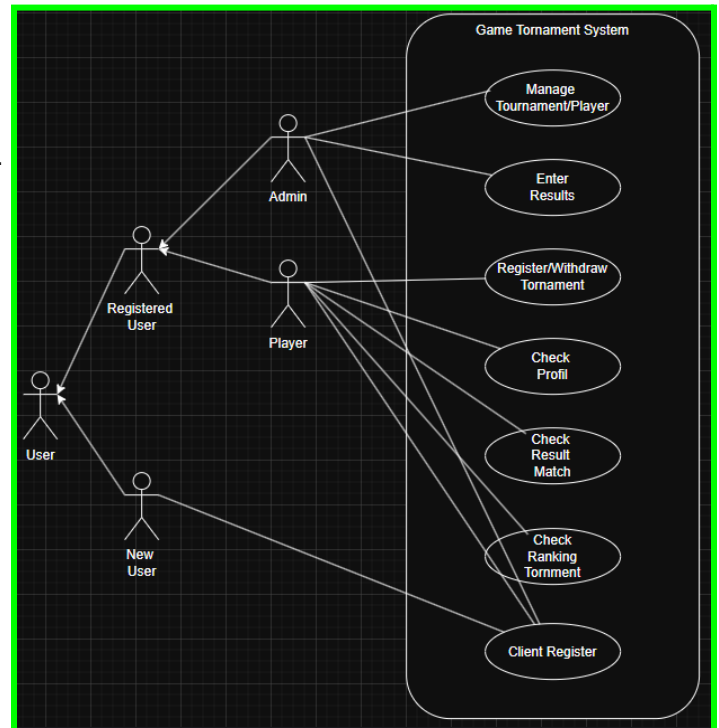 Game Tornament System
Manage
Tournament/Player
Admin
Enter
Results
Registered
User
Player
Register/Withdraw
Tornament
Check
Profil
User
Check
Result
Match
New
User
Check
Ranking
Tornment
Client Register